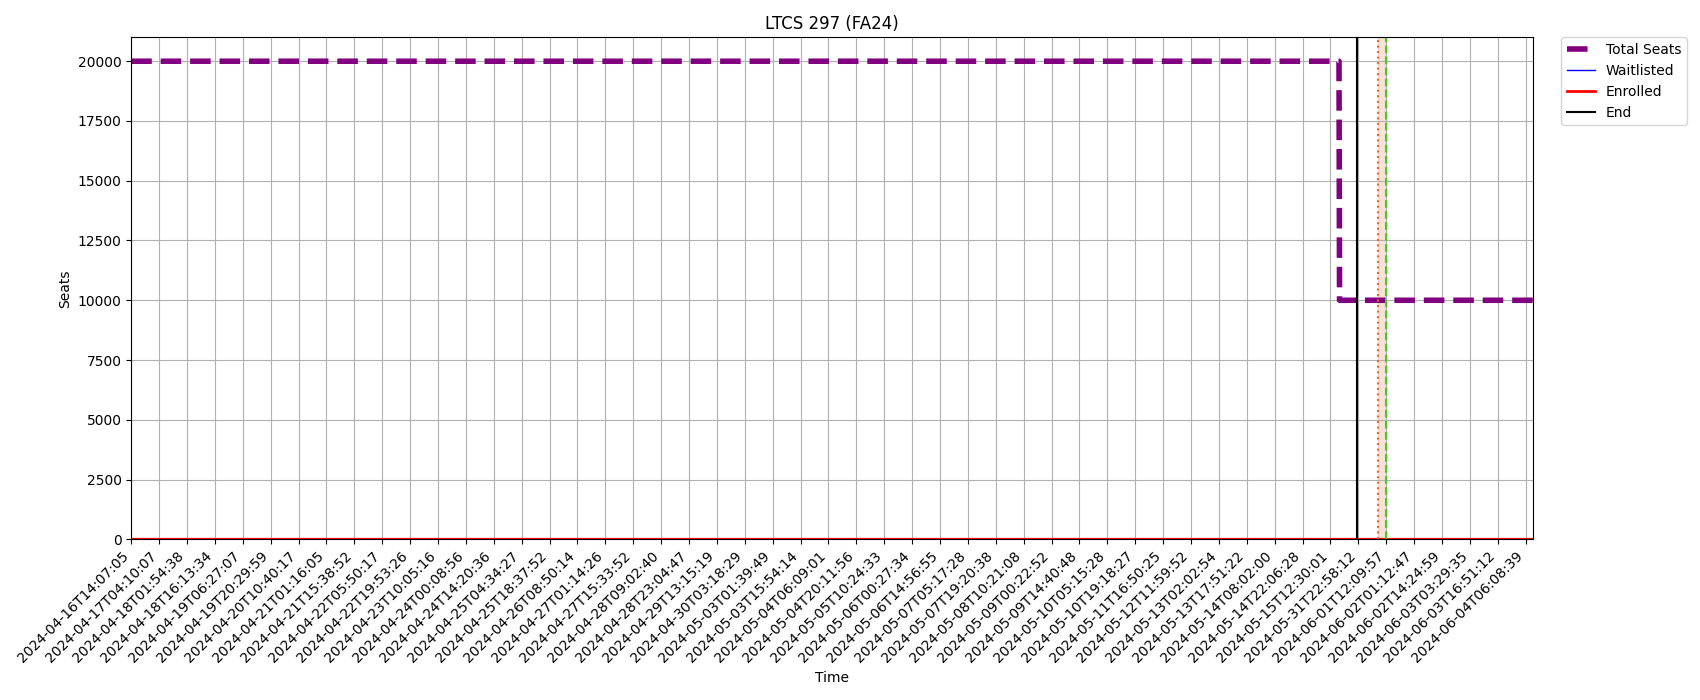 LTCS 297 (FA24)
Total Seats
Waitlisted
Enrolled
End
Seats
20000
17500
15000
12500
10000
7500
5000
2500
0
2024-04-16T14:07:05
2024-04-17T04:10:07
2024-04-18T01:54:38
2024-04-18T16:13:34
2024-04-19T06:27:07
2024-04-19T20:29:59
2024-04-20T10:40:17
2024-04-21T01:16:05
2024-04-21T15:38:52
2024-04-22T05:50:17
2024-04-22T19:53:26
2024-04-23T10:05:16
2024-04-24T00:08:56
2024-04-24T14:20:36
2024-04-25T04:34:27
2024-04-25T18:37:52
2024-04-26T08:50:14
2024-04-27T01:14:26
2024-04-27T15:33:52
2024-04-28T09:02:40
2024-04-28T23:04:47
2024-04-29T13:15:19
2024-04-30T03:18:29
2024-05-03T01:39:49
2024-05-03T15:54:14
2024-05-04T06:09:01
2024-05-04T20:11:56
2024-05-05T10:24:33
2024-05-06T00:27:34
2024-05-06T14:56:55
2024-05-07T05:17:28
2024-05-07T19:20:38
2024-05-08T10:21:08
2024-05-09T00:22:52
2024-05-09T14:40:48
2024-05-10T05:15:28
2024-05-10T19:18:27
2024-05-11T16:50:25
2024-05-12T11:59:52
2024-05-13T02:02:54
2024-05-13T17:51:22
2024-05-14T08:02:00
2024-05-14T22:06:28
2024-05-15T12:30:01
2024-05-31T22:58:12
2024-06-01T12:09:57
2024-06-02T01:12:47
2024-06-02T14:24:59
2024-06-03T03:29:35
2024-06-03T16:51:12
2024-06-04T06:08:39
Time